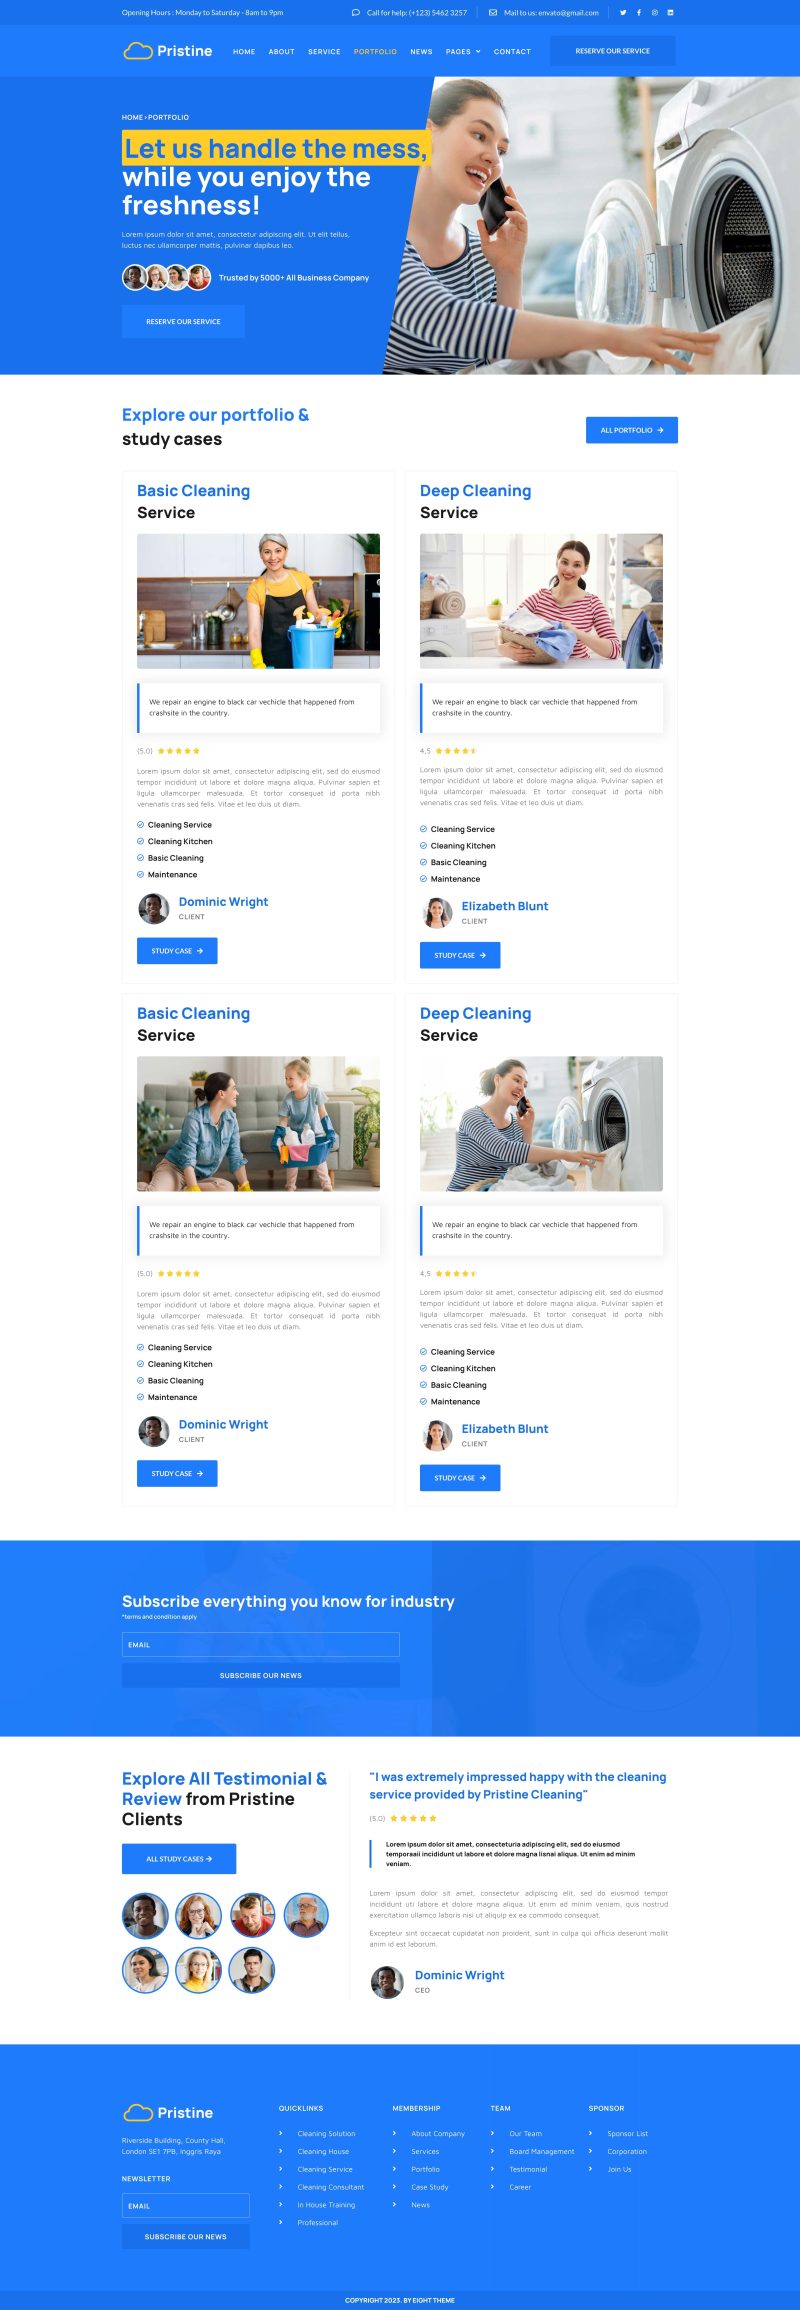 Opening Hours : Monday to Saturday - 8am to 9pm
Call for help: (+123) 5462 3257
Mail to us: envato@gmail.com
Pristine
HOME
ABOUT
SERVICE
PORTFOLIO
NEWS
PAGES
CONTACT
RESERVE OUR SERVICE
HOME>PORTFOLIO
Let us handle the mess,
while you enjoy the
freshness!
Lorem ipsum dolor sit amet, consectetur adipiscing elit. Ut elit tellus,
luctus nec ullamcorper mattis, pulvinar dapibus leo.
Trusted by 5000+ All Business Company
RESERVE OUR SERVICE
Explore our portfolio &
study cases
ALL PORTFOLIO
Basic Cleaning
Service
We repair an engine to black car vechicle that happened from
crashsite in the country.
(5.0)
Lorem ipsum dolor sit amet, consectetur adipiscing elit, sed do eiusmod
tempor incididunt ut labore et dolore magna aliqua. Pulvinar sapien et
ligula ullamcorper malesuada. Et tortor consequat id porta nibh
venenatis cras sed felis. Vitae et leo duis ut diam.
Cleaning Service
Cleaning Kitchen
Basic Cleaning
Maintenance
Dominic Wright
CLIENT
STUDY CASE
Deep Cleaning
Service
We repair an engine to black car vechicle that happened from
crashsite in the country.
4,5
Lorem ipsum dolor sit amet, consectetur adipiscing elit, sed do eiusmod
tempor incididunt ut labore et dolore magna aliqua. Pulvinar sapien et
ligula ullamcorper malesuada. Et tortor consequat id porta nibh
venenatis cras sed felis. Vitae et leo duis ut diam.
Cleaning Service
Cleaning Kitchen
Basic Cleaning
Maintenance
Elizabeth Blunt
CLIENT
STUDY CASE
Basic Cleaning
Service
We repair an engine to black car vechicle that happened from
crashsite in the country.
(5.0)
Lorem ipsum dolor sit amet, consectetur adipiscing elit, sed do eiusmod
tempor incididunt ut labore et dolore magna aliqua. Pulvinar sapien et
ligula ullamcorper malesuada. Et tortor consequat id porta nibh
venenatis cras sed felis. Vitae et leo duis ut diam.
Cleaning Service
Cleaning Kitchen
Basic Cleaning
Maintenance
Dominic Wright
CLIENT
STUDY CASE
Deep Cleaning
Service
We repair an engine to black car vechicle that happened from
crashsite in the country.
4,5
Lorem ipsum dolor sit amet, consectetur adipiscing elit, sed do eiusmod
tempor incididunt ut labore et dolore magna aliqua. Pulvinar sapien et
ligula ullamcorper malesuada. Et tortor consequat id porta nibh
venenatis cras sed felis. Vitae et leo duis ut diam.
Cleaning Service
Cleaning Kitchen
Basic Cleaning
Maintenance
Elizabeth Blunt
CLIENT
STUDY CASE
Subscribe everything you know for industry
*terms and condition apply
EMAIL
SUBSCRIBE OUR NEWS
Explore All Testimonial &
Review from Pristine
Clients
ALL STUDY CASES
"I was extremely impressed happy with the cleaning
service provided by Pristine Cleaning"
(5.0)
Lorem ipsum dolor sit amet, consecteturia adipiscing elit, sed do eiusmod
temporaaii incididunt ut labore et dolore magna lisnai aliqua. Ut enim ad minim
veniam.
Lorem ipsum dolor sit amet, consectetur adipiscing elit, sed do eiusmod tempor
incididunt uti labore et dolore magna aliqua. Ut enim ad minim veniam, quis nostrud
exercitation ullamco laboris nisi ut aliquip ex ea commodo consequat.
Excepteur sint occaecat cupidatat non proident, sunt in culpa qui officia deserunt mollit
anim id est laborum.
Dominic Wright
CEO
Pristine
Riverside Building, County Hall,
London SE1 7PB, Inggris Raya
NEWSLETTER
EMAIL
SUBSCRIBE OUR NEWS
QUICKLINKS
Cleaning Solution
Cleaning House
Cleaning Service
Cleaning Consultant
In House Training
Professional
MEMBERSHIP
About Company
Services
Portfolio
Case Study
News
TEAM
Our Team
Board Management
Testimonial
Career
SPONSOR
Sponsor List
Corporation
Join Us
COPYRIGHT 2023. BY EIGHT THEME